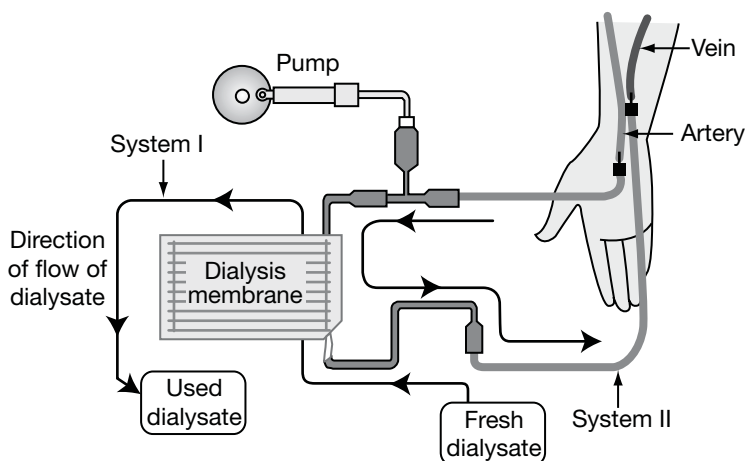 Pump
Vein
Artery
System I
Direction
of flow of
dialysate
Dialysis
membrane
Used
dialysate
Fresh
dialysate
System II